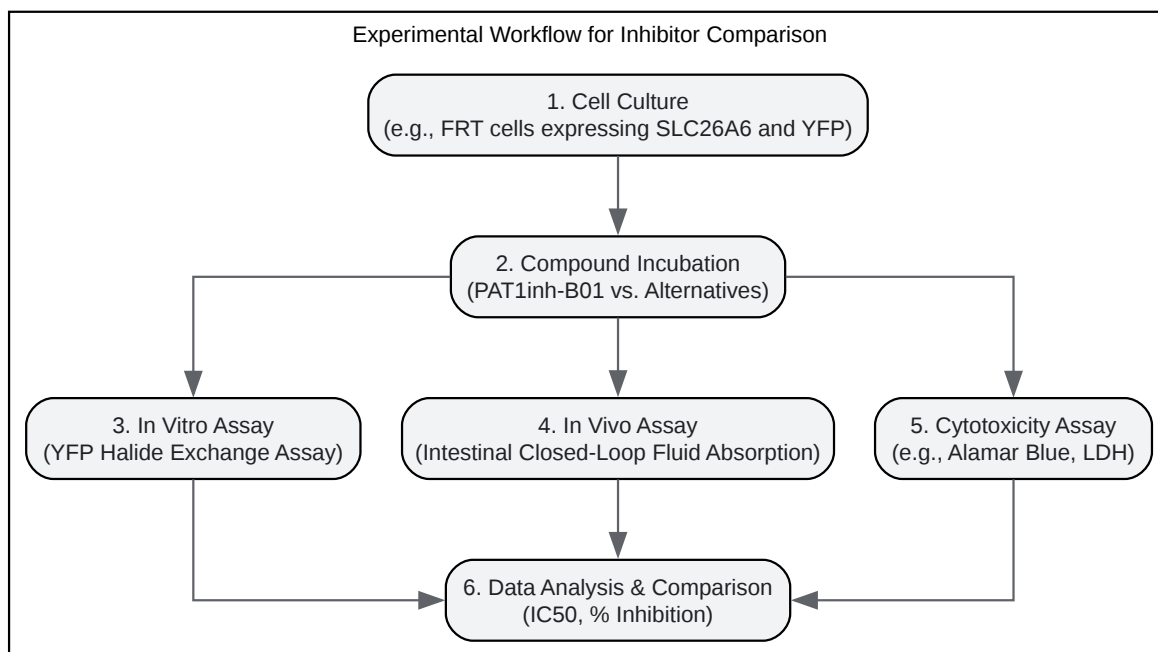 Experimental Workflow for Inhibitor Comparison
1. Cell Culture
(e.g., FRT cells expressing SLC26A6 and YFP)
2. Compound Incubation
(PAT1inh-B01 vs. Alternatives)
3. In Vitro Assay
(YFP Halide Exchange Assay)
4. In Vivo Assay
(Intestinal Closed-Loop Fluid Absorption)
5. Cytotoxicity Assay
(e.g., Alamar Blue, LDH)
6. Data Analysis & Comparison
(IC50, % Inhibition)